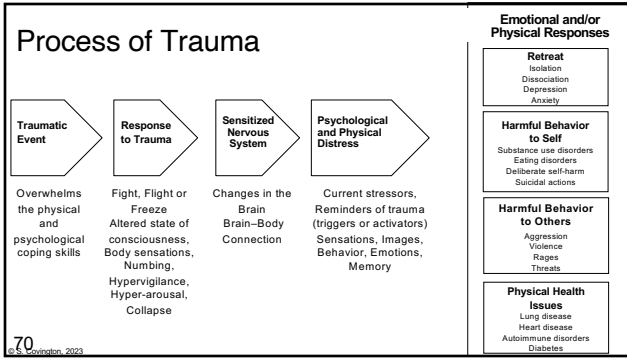 Process of Trauma
Traumatic
Event
Overwhelms
the physical
and
psychological
coping skills
Response
to Trauma
Fight, Flight or
Freeze
Altered state of
consciousness,
Body sensations,
Numbing,
Hypervigilance,
Hyper-arousal,
Collapse
Sensitized
Nervous
System
Changes in the
Brain
Brain–Body
Connection
Psychological
and Physical
Distress
Current stressors,
Reminders of trauma
(triggers or activators)
Sensations, Images,
Behavior, Emotions,
Memory
Emotional and/or
Physical Responses
Retreat
Isolation
Dissociation
Depression
Anxiety
Harmful Behavior
to Self
Substance use disorders
Eating disorders
Deliberate self-harm
Suicidal actions
Harmful Behavior
to Others
Aggression
Violence
Rages
Threats
Physical Health
Issues
Lung disease
Heart disease
Autoimmune disorders
Diabetes
70
© S. Covington, 2023